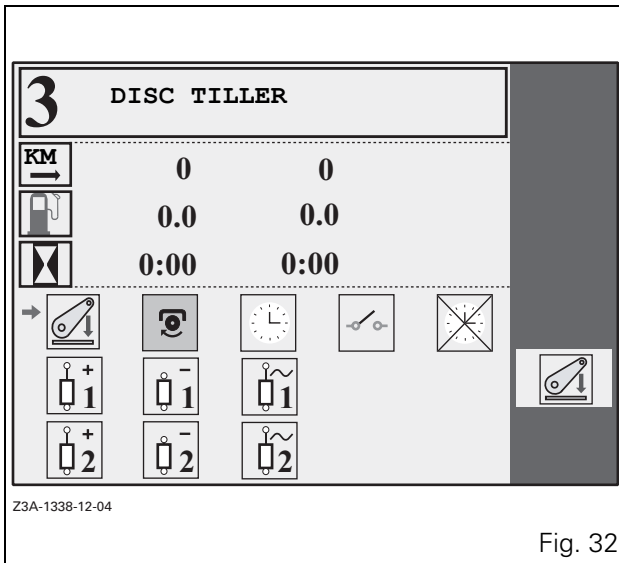 3 DISC TILLER
KM 0 0
0.0 0.0
0:00 0:00
+ 1 − 1 ~ 1
+ 2 − 2 ~ 2
Z3A-1338-12-04
Fig. 32